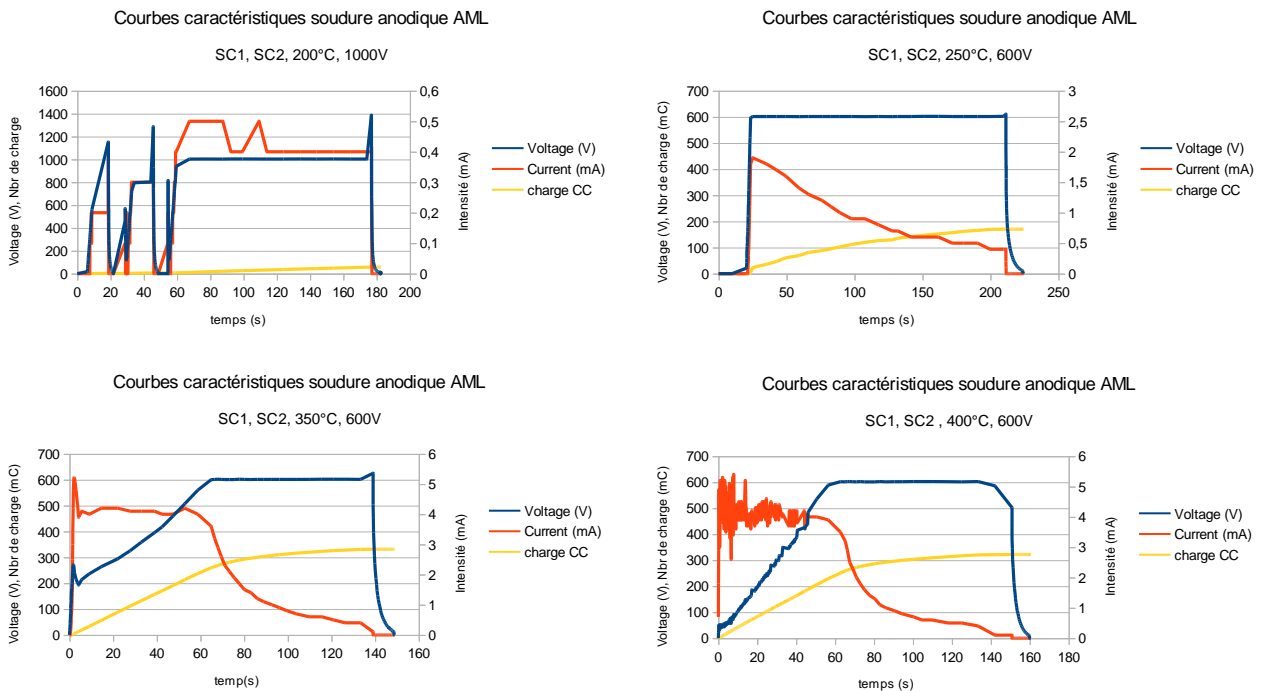 Courbes caractéristiques soudure anodique AML
SC1, SC2, 200°C, 1000V
1600
1400
1200
1000
800
600
400
200
0
0,6
0,5
0,4
0,3
0,2
0,1
0
0 20 40 60 80 100 120 140 160 180 200
temps (s)
Voltage (V), Nbr de charge
Intensité (mA)
Voltage (V)
Current (mA)
charge CC
Courbes caractéristiques soudure anodique AML
SC1, SC2, 250°C, 600V
700
600
500
400
300
200
100
0
3
2,5
2
1,5
1
0,5
0
0 50 100 150 200 250
temps (s)
Voltage (V), Nbr de charge (mC)
Intensité (mA)
Voltage (V)
Current (mA)
charge CC
Courbes caractéristiques soudure anodique AML
SC1, SC2, 350°C, 600V
700
600
500
400
300
200
100
0
6
5
4
3
2
1
0
0 20 40 60 80 100 120 140 160
temp(s)
Voltage (V), Nbr de charge (mC)
Intensité (mA)
Voltage (V)
Current (mA)
charge CC
Courbes caractéristiques soudure anodique AML
SC1, SC2 , 400°C, 600V
700
600
500
400
300
200
100
0
6
5
4
3
2
1
0
0 20 40 60 80 100 120 140 160 180
temps (s)
Voltage (V), Nbr de charge (mC)
Intensité (mA)
Voltage (V)
Current (mA)
charge CC